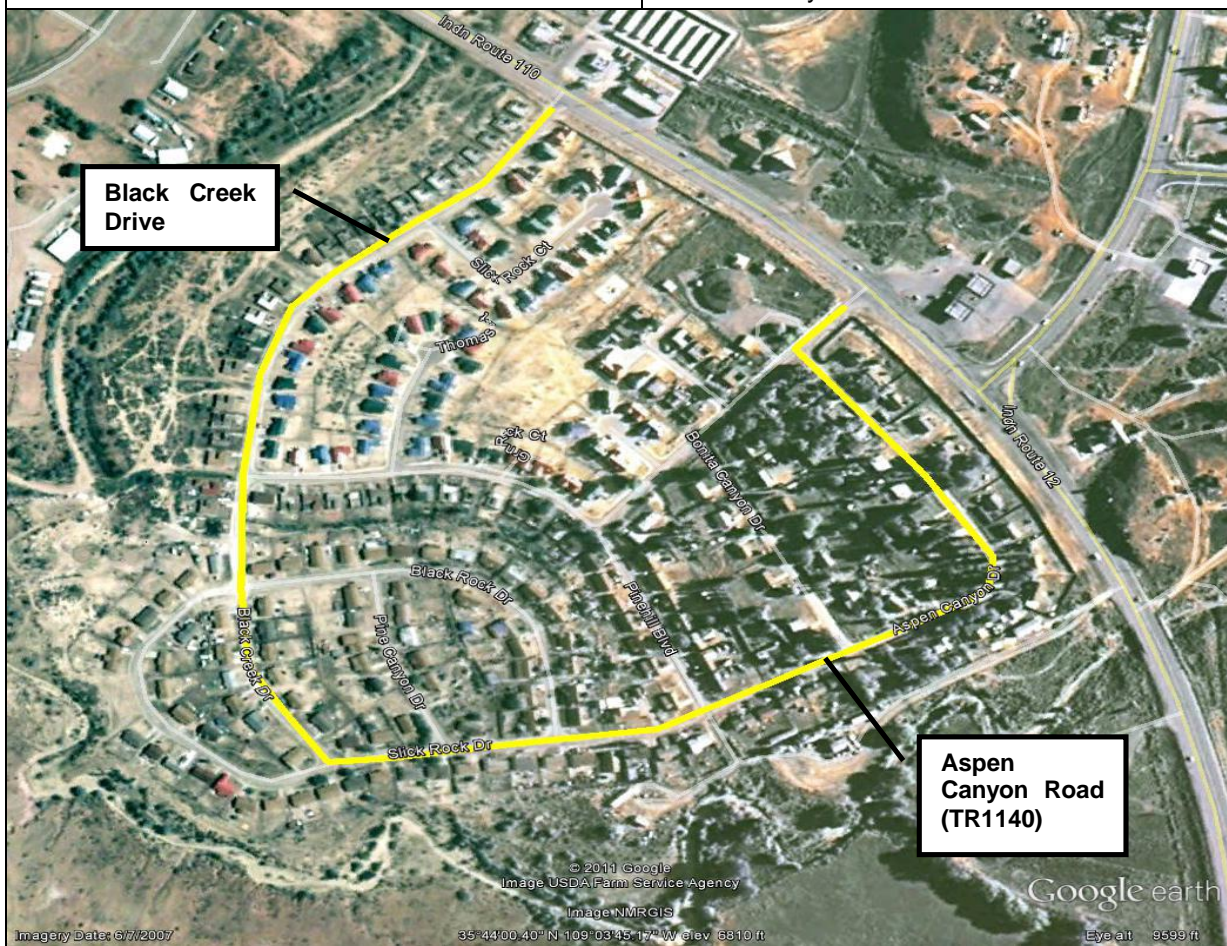 Indn Route 110
Black Creek
Drive
Slick Rock Ct
Thomas
ck Ct
Bonita Canyon Dr
Indn Route 12
Black Rock Dr
Pinehill Blvd
Aspen Canyon Dr
Black Creek Dr
Pine Canyon Dr
Slick Rock Dr
Aspen
Canyon Road
(TR1140)
© 2011 Google
Image USDA Farm Service Agency
Image NMRGIS
Google earth
Imagery Date: 6/7/2007
35°44'00.40" N 109°03'45.17" W elev 6810 ft
Eye alt 9599 ft